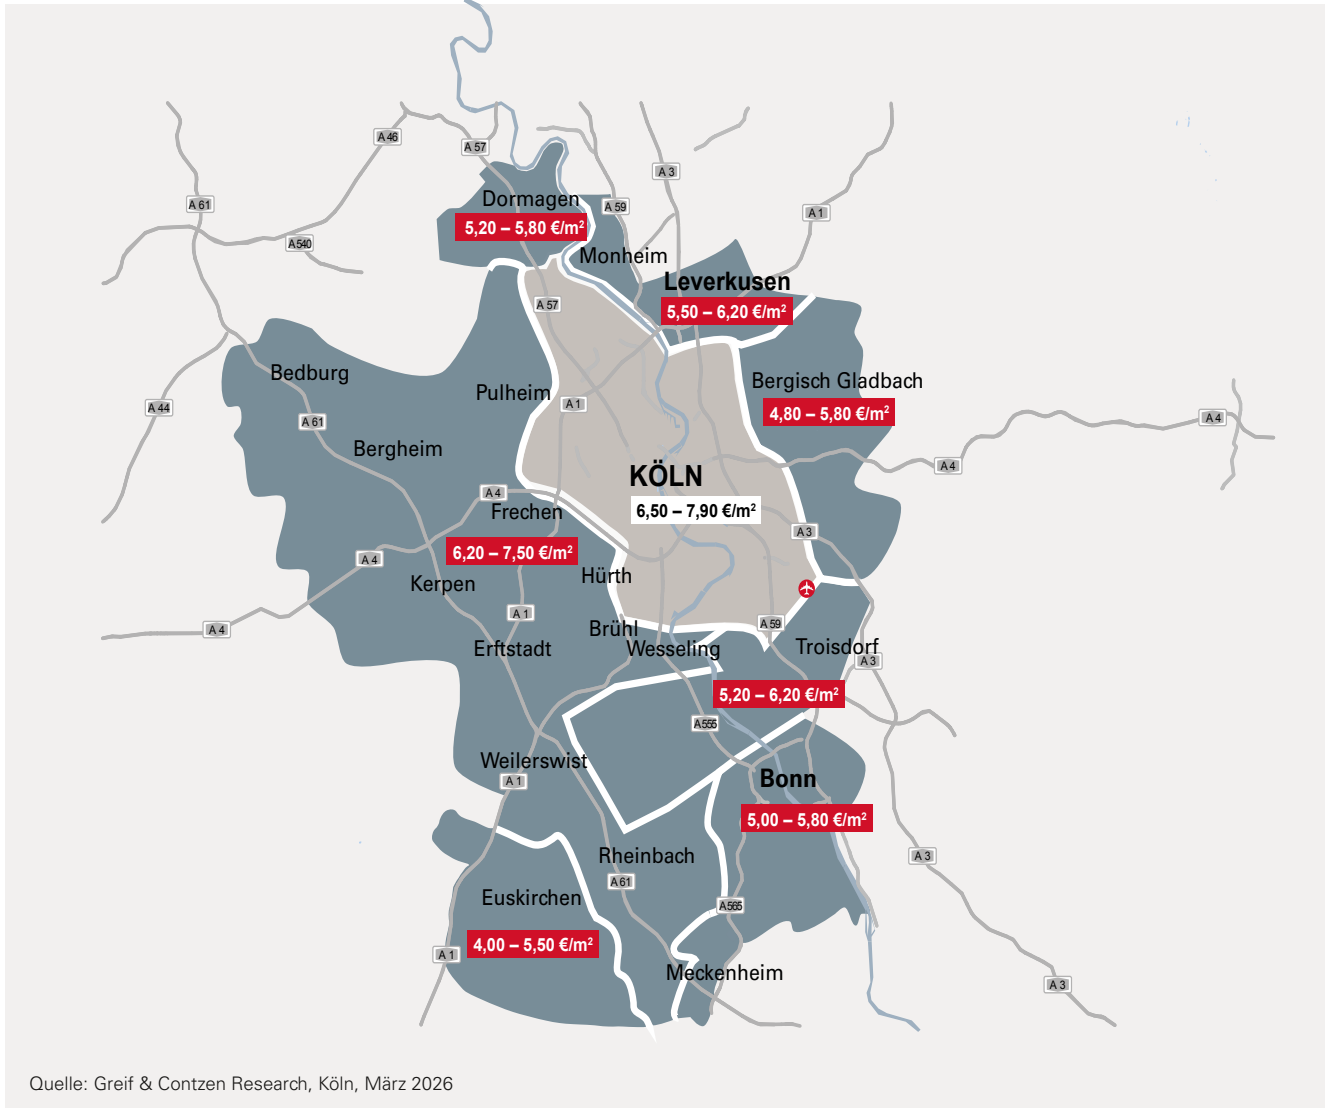 A 46
A 57
A 3
Dormagen
A 61
A 59
A 1
5,20 – 5,80 €/m²
A540
Monheim
Leverkusen
A 57
5,50 – 6,20 €/m²
Bedburg
Bergisch Gladbach
Pulheim
A 44
A 1
4,80 – 5,80 €/m²
A 61
A 4
Bergheim
A 4
KÖLN
A 4
6,50 – 7,90 €/m²
Frechen
A 3
6,20 – 7,50 €/m²
A 4
Hürth
Kerpen
A 1
A 59
A 4
Brühl
Erftstadt
Wesseling
Troisdorf
A 3
5,20 – 6,20 €/m²
A555
Weilerswist
A 1
Bonn
5,00 – 5,80 €/m²
Rheinbach
A 3
A 61
Euskirchen
A565
4,00 – 5,50 €/m²
A 1
Meckenheim
A 3
Quelle: Greif & Contzen Research, Köln, März 2026